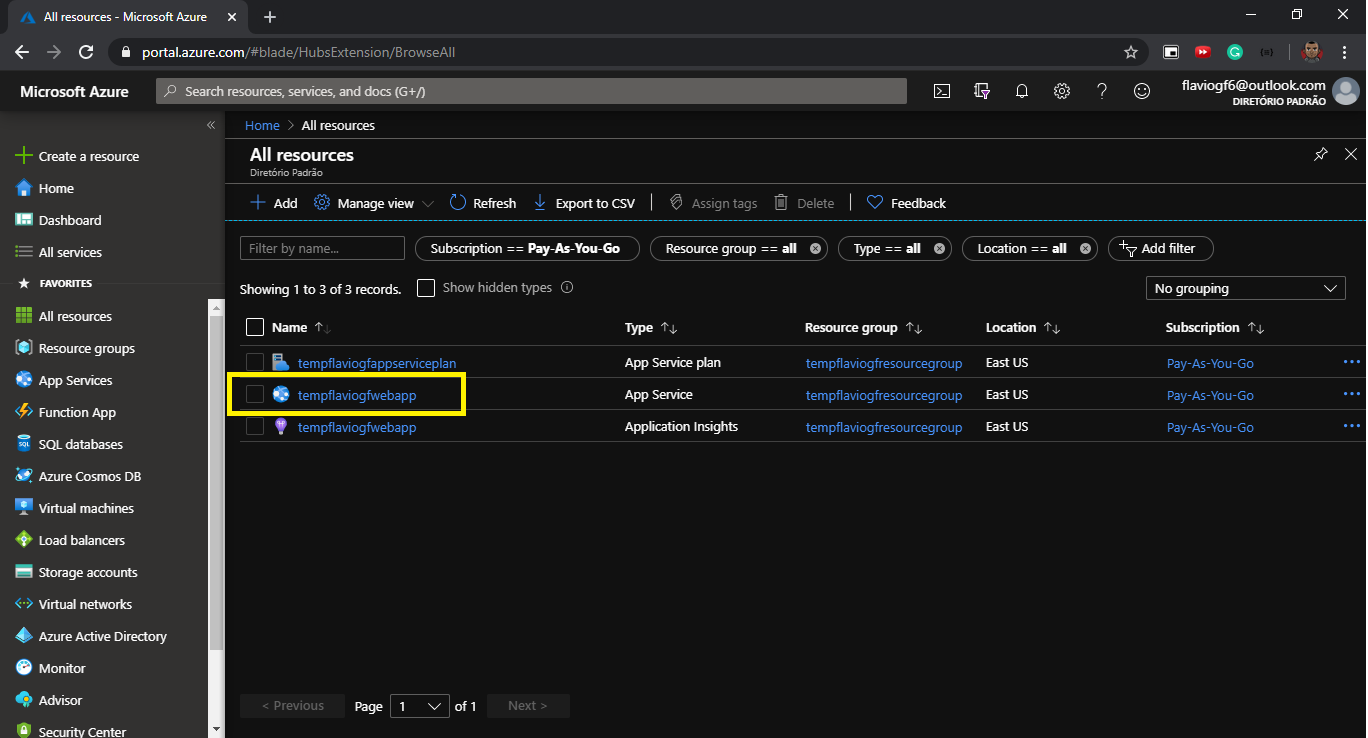 All resources - Microsoft Azure
portal.azure.com/#blade/HubsExtension/BrowseAll
Microsoft Azure
Search resources, services, and docs (G+/)
flaviogf6@outlook.com
DIRETÓRIO PADRÃO
Create a resource
Home
Dashboard
All services
FAVORITES
All resources
Resource groups
App Services
Function App
SQL databases
Azure Cosmos DB
Virtual machines
Load balancers
Storage accounts
Virtual networks
Azure Active Directory
Monitor
Advisor
Security Center
Home > All resources
All resources
Diretório Padrão
Add Manage view Refresh Export to CSV Assign tags Delete Feedback
Filter by name... Subscription == Pay-As-You-Go Resource group == all Type == all Location == all Add filter
Showing 1 to 3 of 3 records. Show hidden types No grouping
Name Type Resource group Location Subscription
tempflaviogfappserviceplan App Service plan tempflaviogfresourcegroup East US Pay-As-You-Go
tempflaviogfwebapp App Service tempflaviogfresourcegroup East US Pay-As-You-Go
tempflaviogfwebapp Application Insights tempflaviogfresourcegroup East US Pay-As-You-Go
< Previous Page 1 of 1 Next >